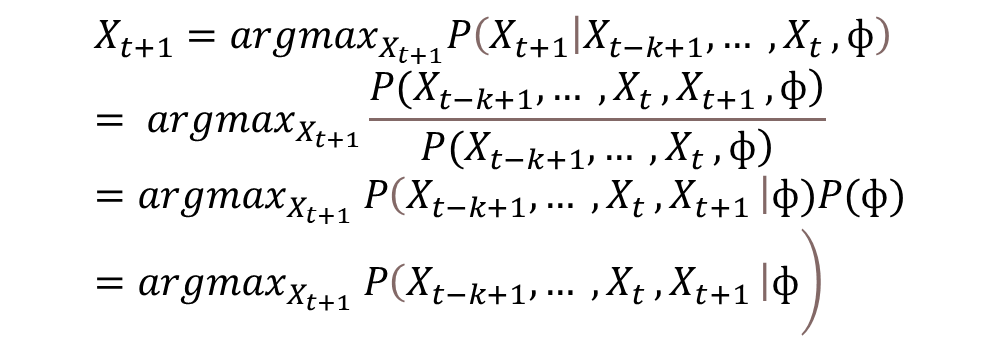 X_{t+1} = argmax_{X_{t+1}} P(X_{t+1}|X_{t−k+1},… ,X_t ,ф)
= argmax_{X_{t+1}} \frac{P(X_{t−k+1},… ,X_t ,X_{t+1} ,ф)}{P(X_{t−k+1},… ,X_t ,ф)}
= argmax_{X_{t+1}} P(X_{t−k+1},… ,X_t ,X_{t+1} |ф)P(ф)
= argmax_{X_{t+1}} P(X_{t−k+1},… ,X_t ,X_{t+1} |ф)